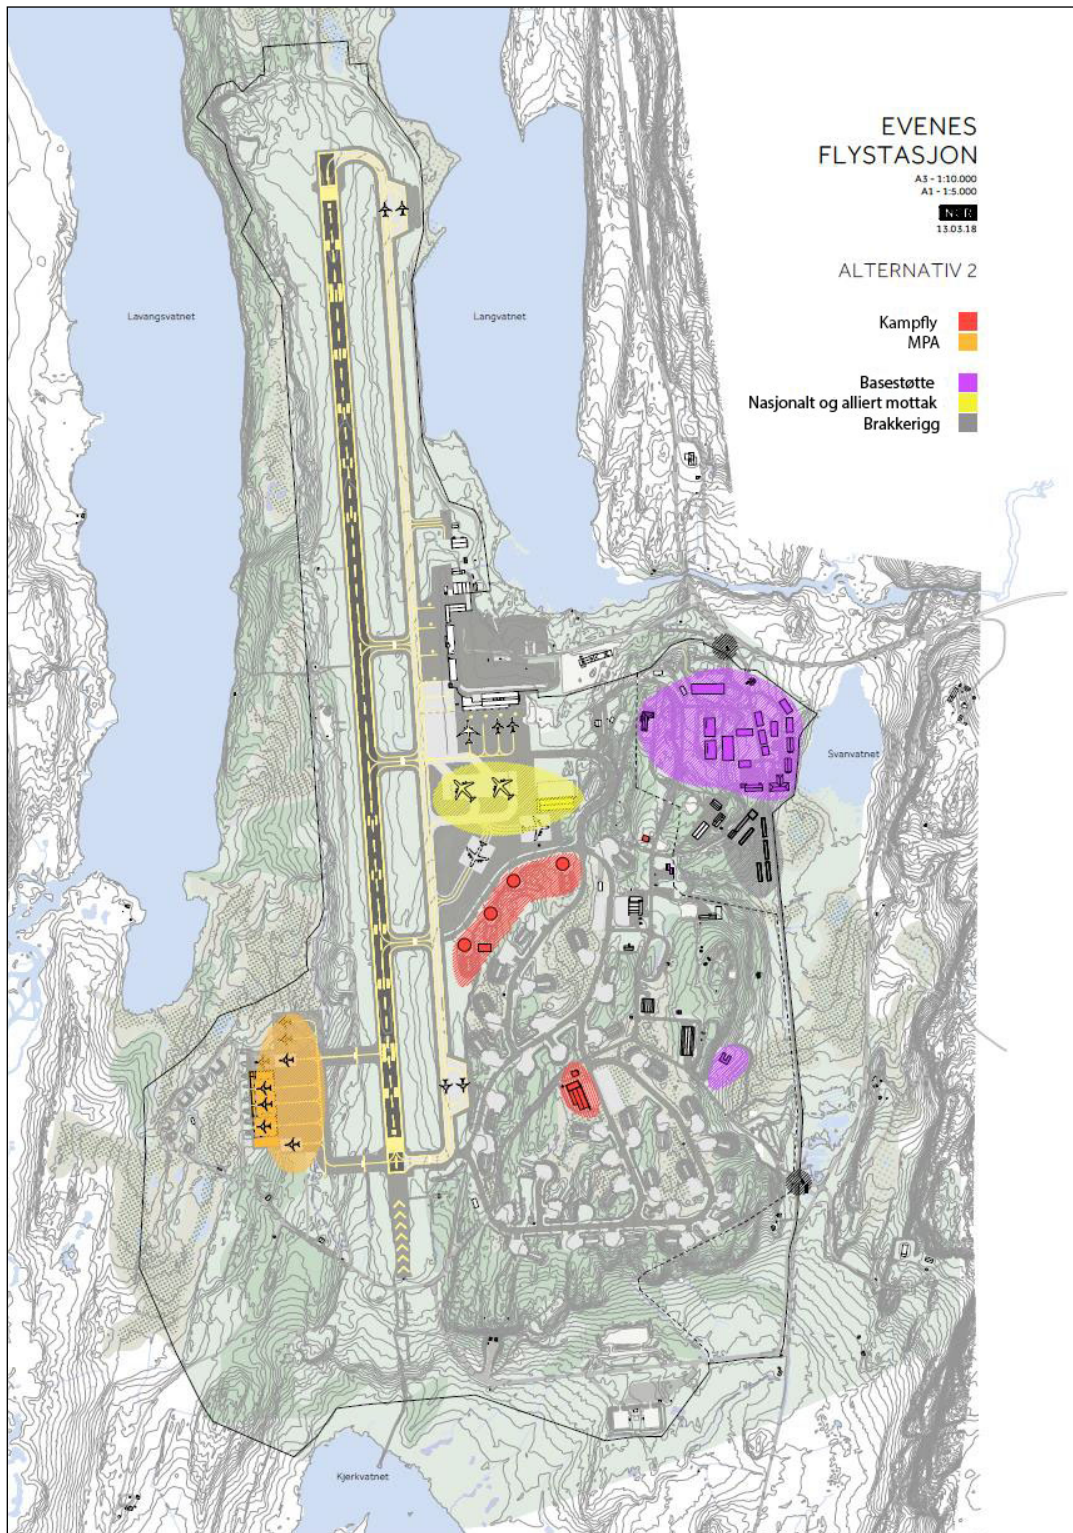 EVENES
FLYSTASJON
A3 - 1:10.000
A1 - 1:5.000
13.03.18
ALTERNATIV 2
Lavangsvatnet
Langvatnet
Kampfly
MPA
Basestøtte
Nasjonalt og alliert mottak
Brakkerigg
Svanvatnet
Kjerkvatnet